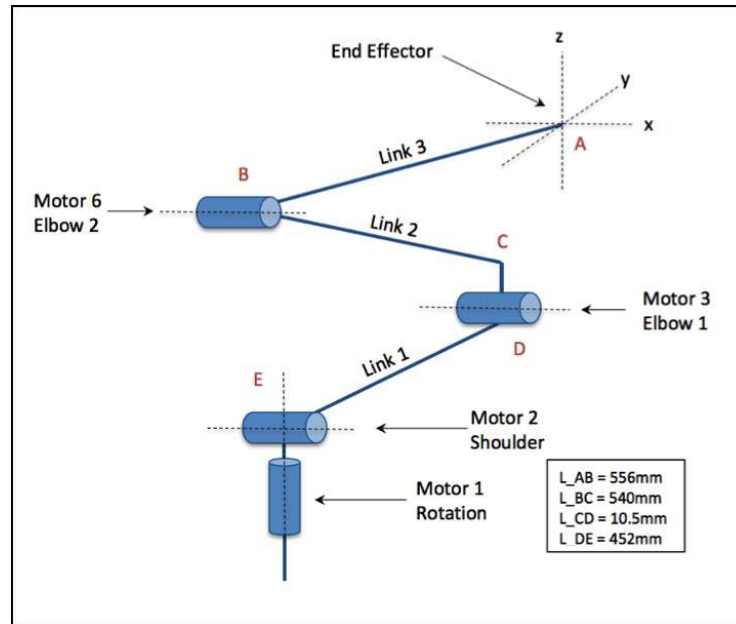 z
End Effector
y
x
A
Link 3
B
Motor 6
Elbow 2
Link 2
C
Motor 3
Elbow 1
D
Link 1
E
Motor 2
Shoulder
Motor 1
Rotation
L_AB = 556mm
L_BC = 540mm
L_CD = 10.5mm
L_DE = 452mm